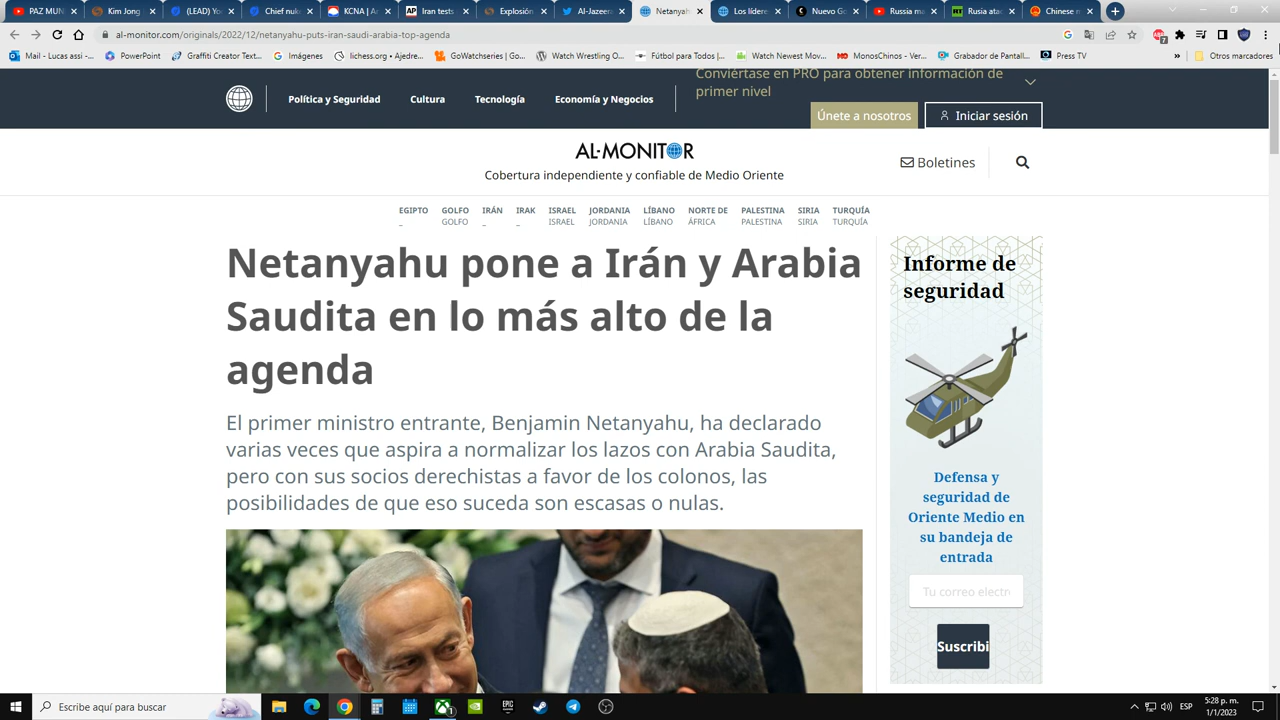 PAZ MUN
Kim Jong
(LEAD) Yo
Chief nuk
KCNA | Ar
Iran tests
Explosión
Al-Jazeer
Netanyah
Los lídere
Nuevo Go
Russia ma
Rusia atac
Chinese n
al-monitor.com/originals/2022/12/netanyahu-puts-iran-saudi-arabia-top-agenda
Mail - Lucas assi -...
PowerPoint
Graffiti Creator Text...
Imágenes
lichess.org • Ajedre...
GoWatchseries | Go...
Watch Wrestling O...
Fútbol para Todos |...
Watch Newest Mov...
MonosChinos - Ver...
Grabador de Pantall...
Press TV
»
Otros marcadores
Política y Seguridad
Cultura
Tecnología
Economía y Negocios
Conviértase en PRO para obtener información de
primer nivel
Únete a nosotros
Iniciar sesión
AL-MONITOR
Cobertura independiente y confiable de Medio Oriente
Boletines
EGIPTO GOLFO IRÁN IRAK ISRAEL JORDANIA LÍBANO NORTE DE PALESTINA SIRIA TURQUÍA
_ GOLFO _ _ ISRAEL JORDANIA LÍBANO ÁFRICA PALESTINA SIRIA TURQUÍA
Netanyahu pone a Irán y Arabia
Saudita en lo más alto de la
agenda
El primer ministro entrante, Benjamin Netanyahu, ha declarado
varias veces que aspira a normalizar los lazos con Arabia Saudita,
pero con sus socios derechistas a favor de los colonos, las
posibilidades de que eso suceda son escasas o nulas.
Informe de
seguridad
Defensa y
seguridad de
Oriente Medio en
su bandeja de
entrada
Tu correo electr
Suscribi
Escribe aquí para buscar
ESP
5:28 p. m.
1/1/2023